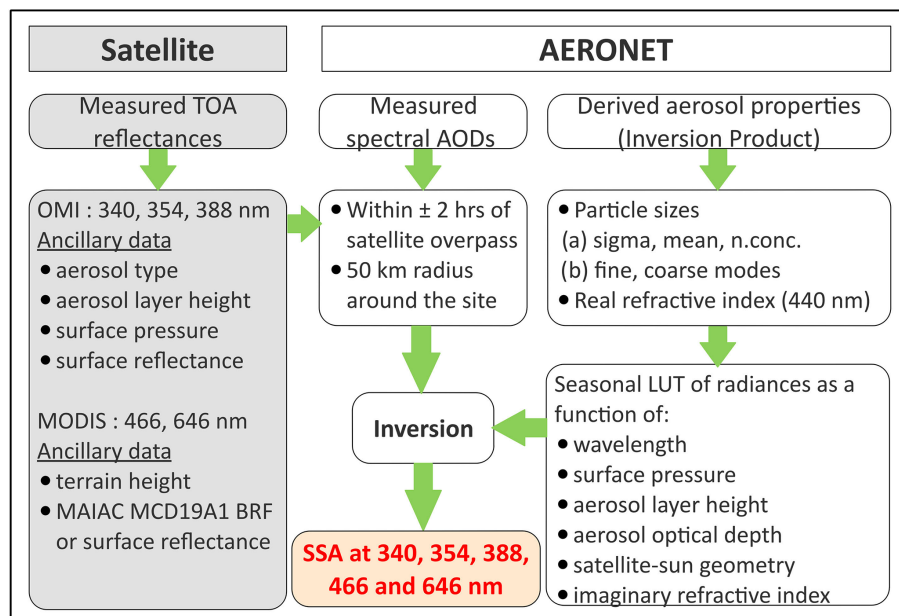 Satellite
Measured TOA
reflectances
OMI : 340, 354, 388 nm
Ancillary data
● aerosol type
● aerosol layer height
● surface pressure
● surface reflectance
MODIS : 466, 646 nm
Ancillary data
● terrain height
● MAIAC MCD19A1 BRF
or surface reflectance
AERONET
Measured
spectral AODs
● Within ± 2 hrs of
satellite overpass
● 50 km radius
around the site
Inversion
SSA at 340, 354, 388,
466 and 646 nm
Derived aerosol properties
(Inversion Product)
● Particle sizes
(a) sigma, mean, n.conc.
(b) fine, coarse modes
● Real refractive index (440 nm)
Seasonal LUT of radiances as a
function of:
● wavelength
● surface pressure
● aerosol layer height
● aerosol optical depth
● satellite-sun geometry
● imaginary refractive index